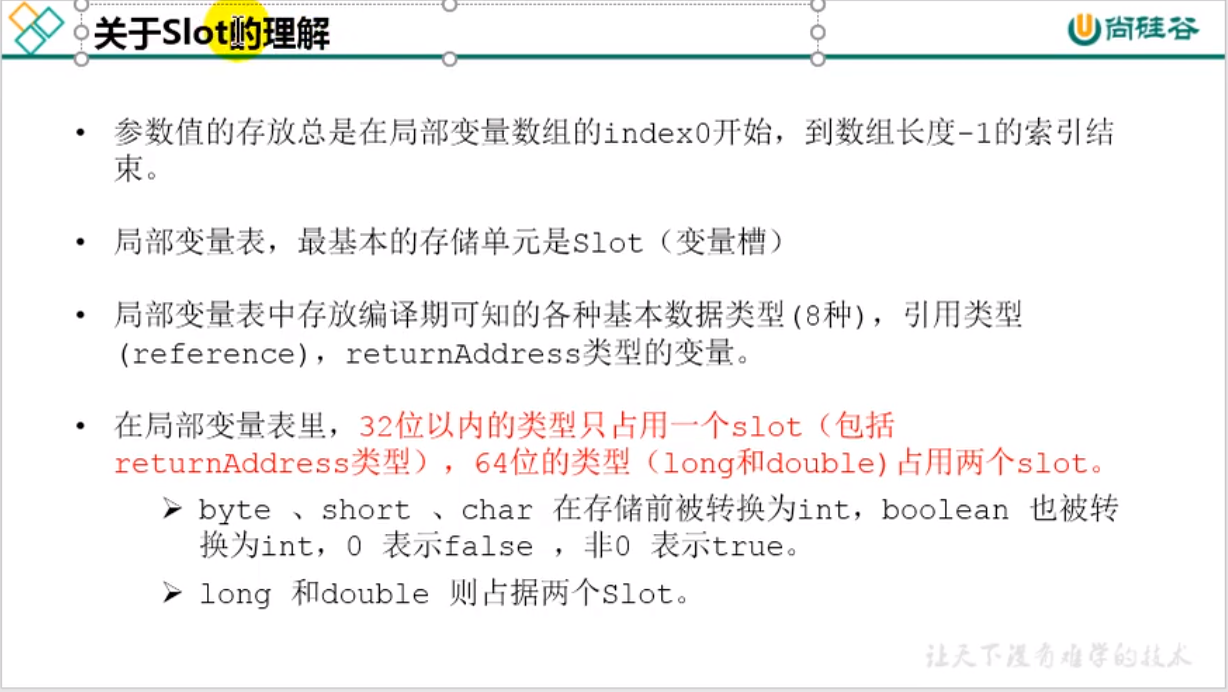 关于Slot的理解
尚硅谷
• 参数值的存放总是在局部变量数组的index0开始，到数组长度-1的索引结
束。
• 局部变量表，最基本的存储单元是Slot（变量槽）
• 局部变量表中存放编译期可知的各种基本数据类型(8种)，引用类型
(reference)，returnAddress类型的变量。
• 在局部变量表里，32位以内的类型只占用一个slot（包括
returnAddress类型），64位的类型（long和double)占用两个slot。
➢ byte 、short 、char 在存储前被转换为int，boolean 也被转
换为int，0 表示false ，非0 表示true。
➢ long 和double 则占据两个Slot。
让天下没有难学的技术